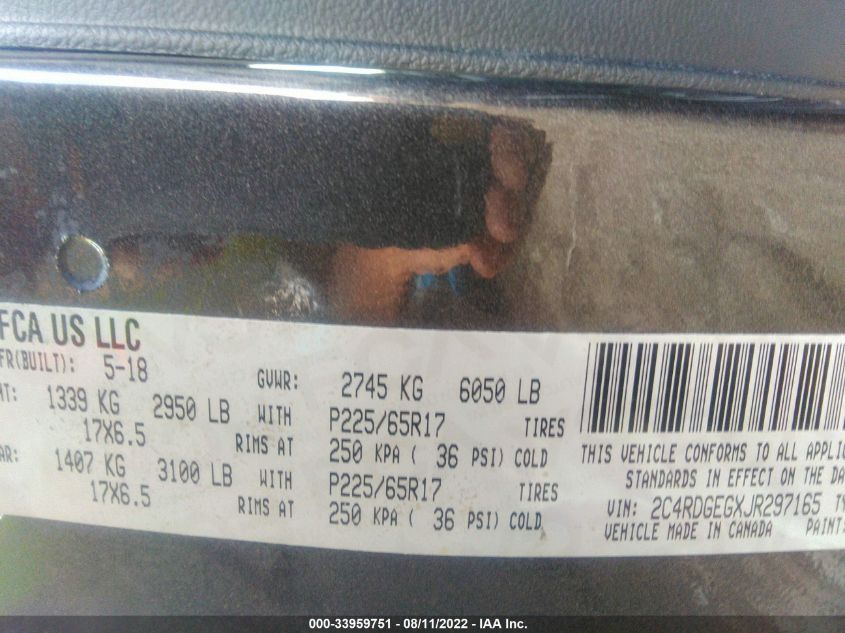 FCA US LLC
FR(BUILT): 5-18
GVWR: 2745 KG 6050 LB
AT: 1339 KG 2950 LB WITH P225/65R17 TIRES
17X6.5 RIMS AT 250 KPA ( 36 PSI) COLD
AR: 1407 KG 3100 LB WITH P225/65R17 TIRES
17X6.5 RIMS AT 250 KPA ( 36 PSI) COLD
THIS VEHICLE CONFORMS TO ALL APPLIC
STANDARDS IN EFFECT ON THE DA
VIN: 2C4RDGEGXJR297165 TY
VEHICLE MADE IN CANADA PAINT:
000-33959751 - 08/11/2022 - IAA Inc.